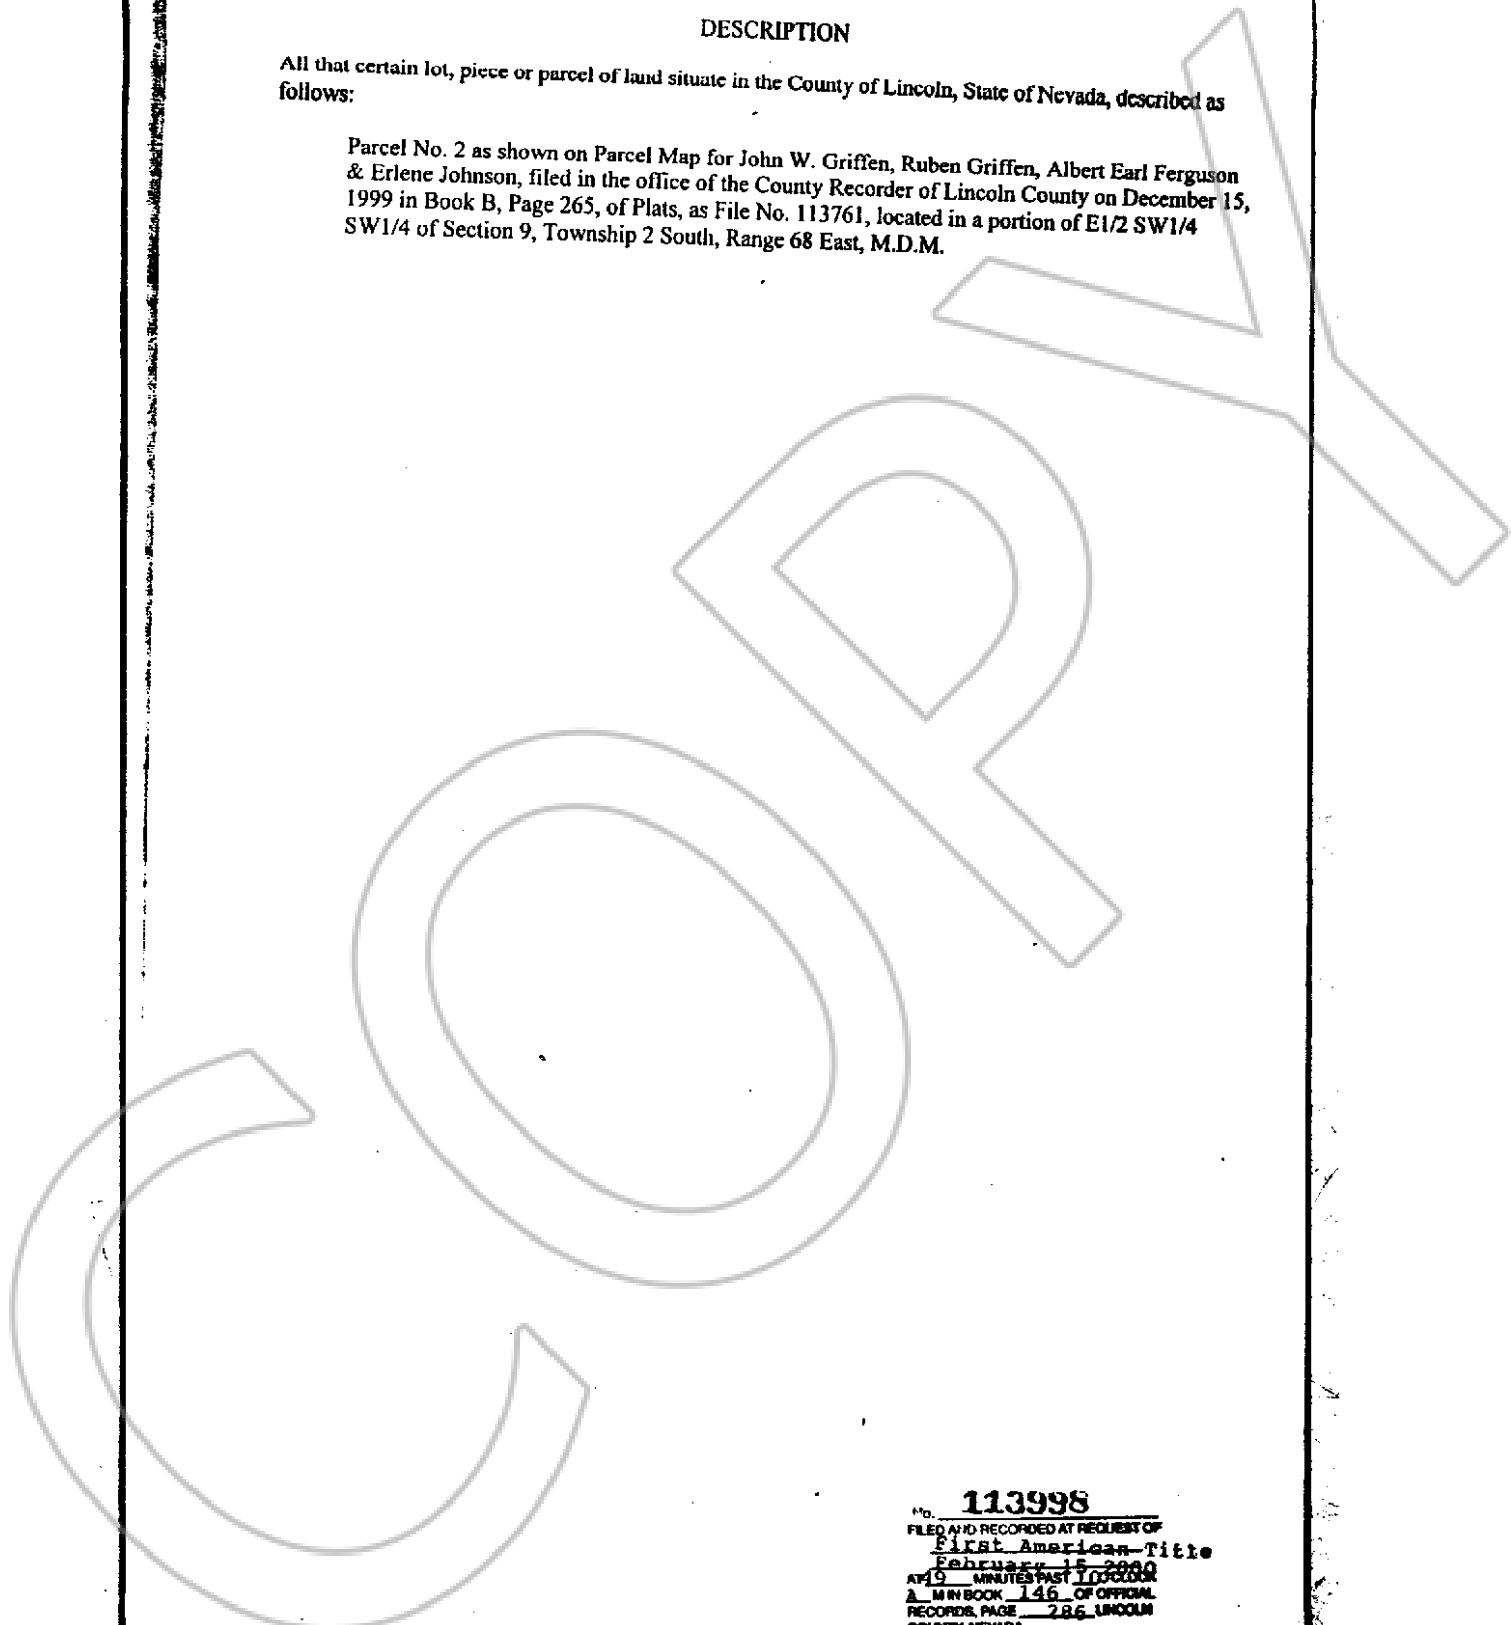 DESCRIPTION
All that certain lot, piece or parcel of land situate in the County of Lincoln, State of Nevada, described as
follows:
Parcel No. 2 as shown on Parcel Map for John W. Griffen, Ruben Griffen, Albert Earl Ferguson
& Erlene Johnson, filed in the office of the County Recorder of Lincoln County on December 15,
1999 in Book B, Page 265, of Plats, as File No. 113761, located in a portion of E1/2 SW1/4
SW1/4 of Section 9, Township 2 South, Range 68 East, M.D.M.
COPY
No. 113998
FILED AND RECORDED AT REQUEST OF
First American Title
February 15 2000
AT 49 MINUTES PAST 10 O'CLOCK
A M IN BOOK 146 OF OFFICIAL
RECORDS, PAGE 286 LINCOLN